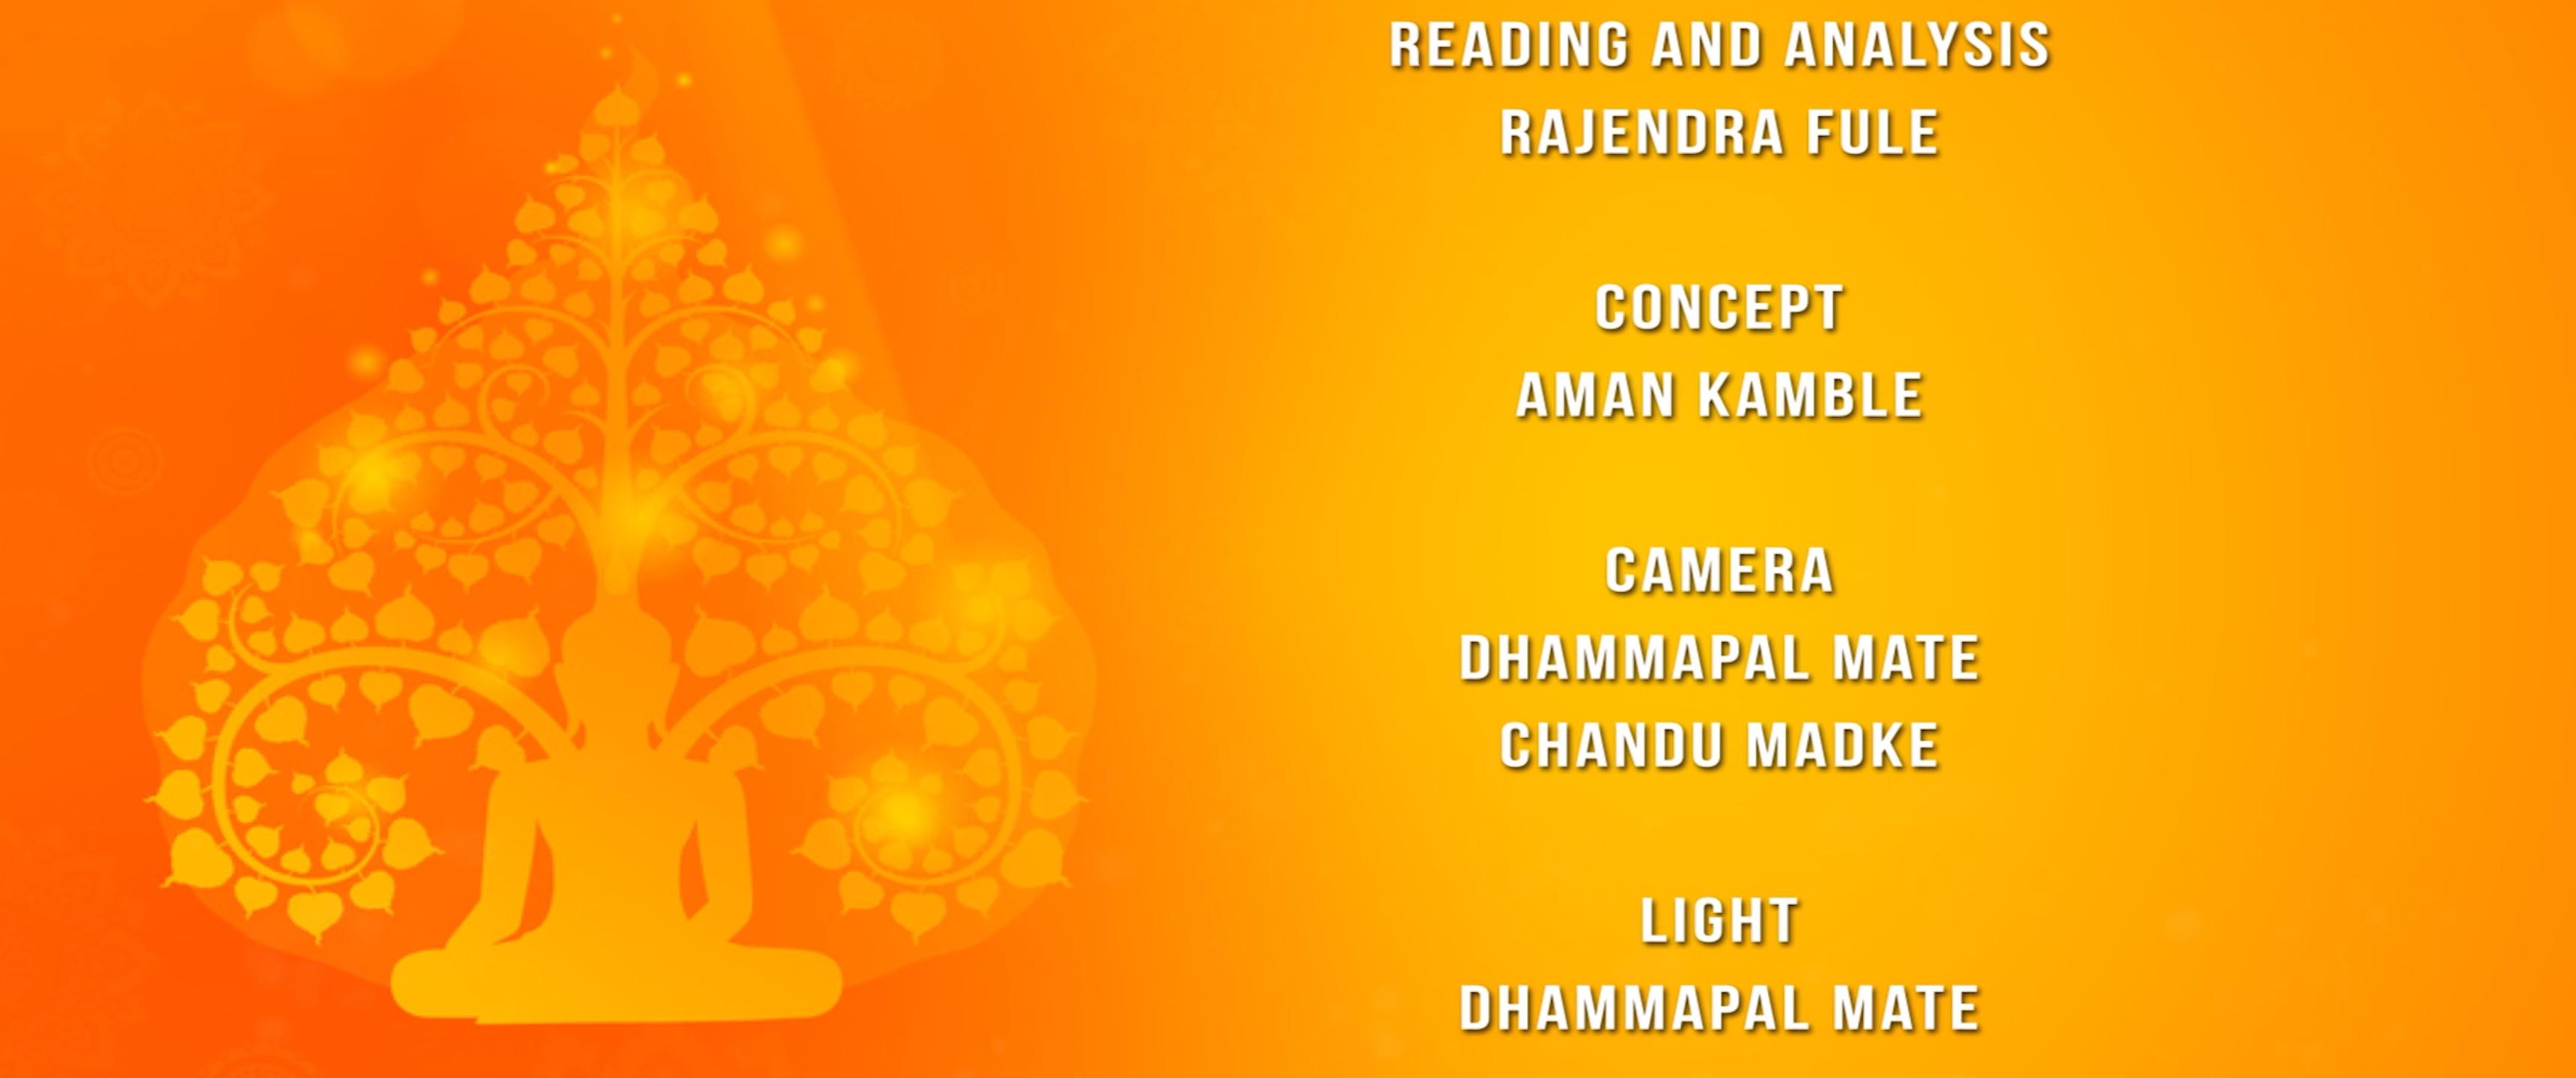 READING AND ANALYSIS
RAJENDRA FULE
CONCEPT
AMAN KAMBLE
CAMERA
DHAMMAPAL MATE
CHANDU MADKE
LIGHT
DHAMMAPAL MATE